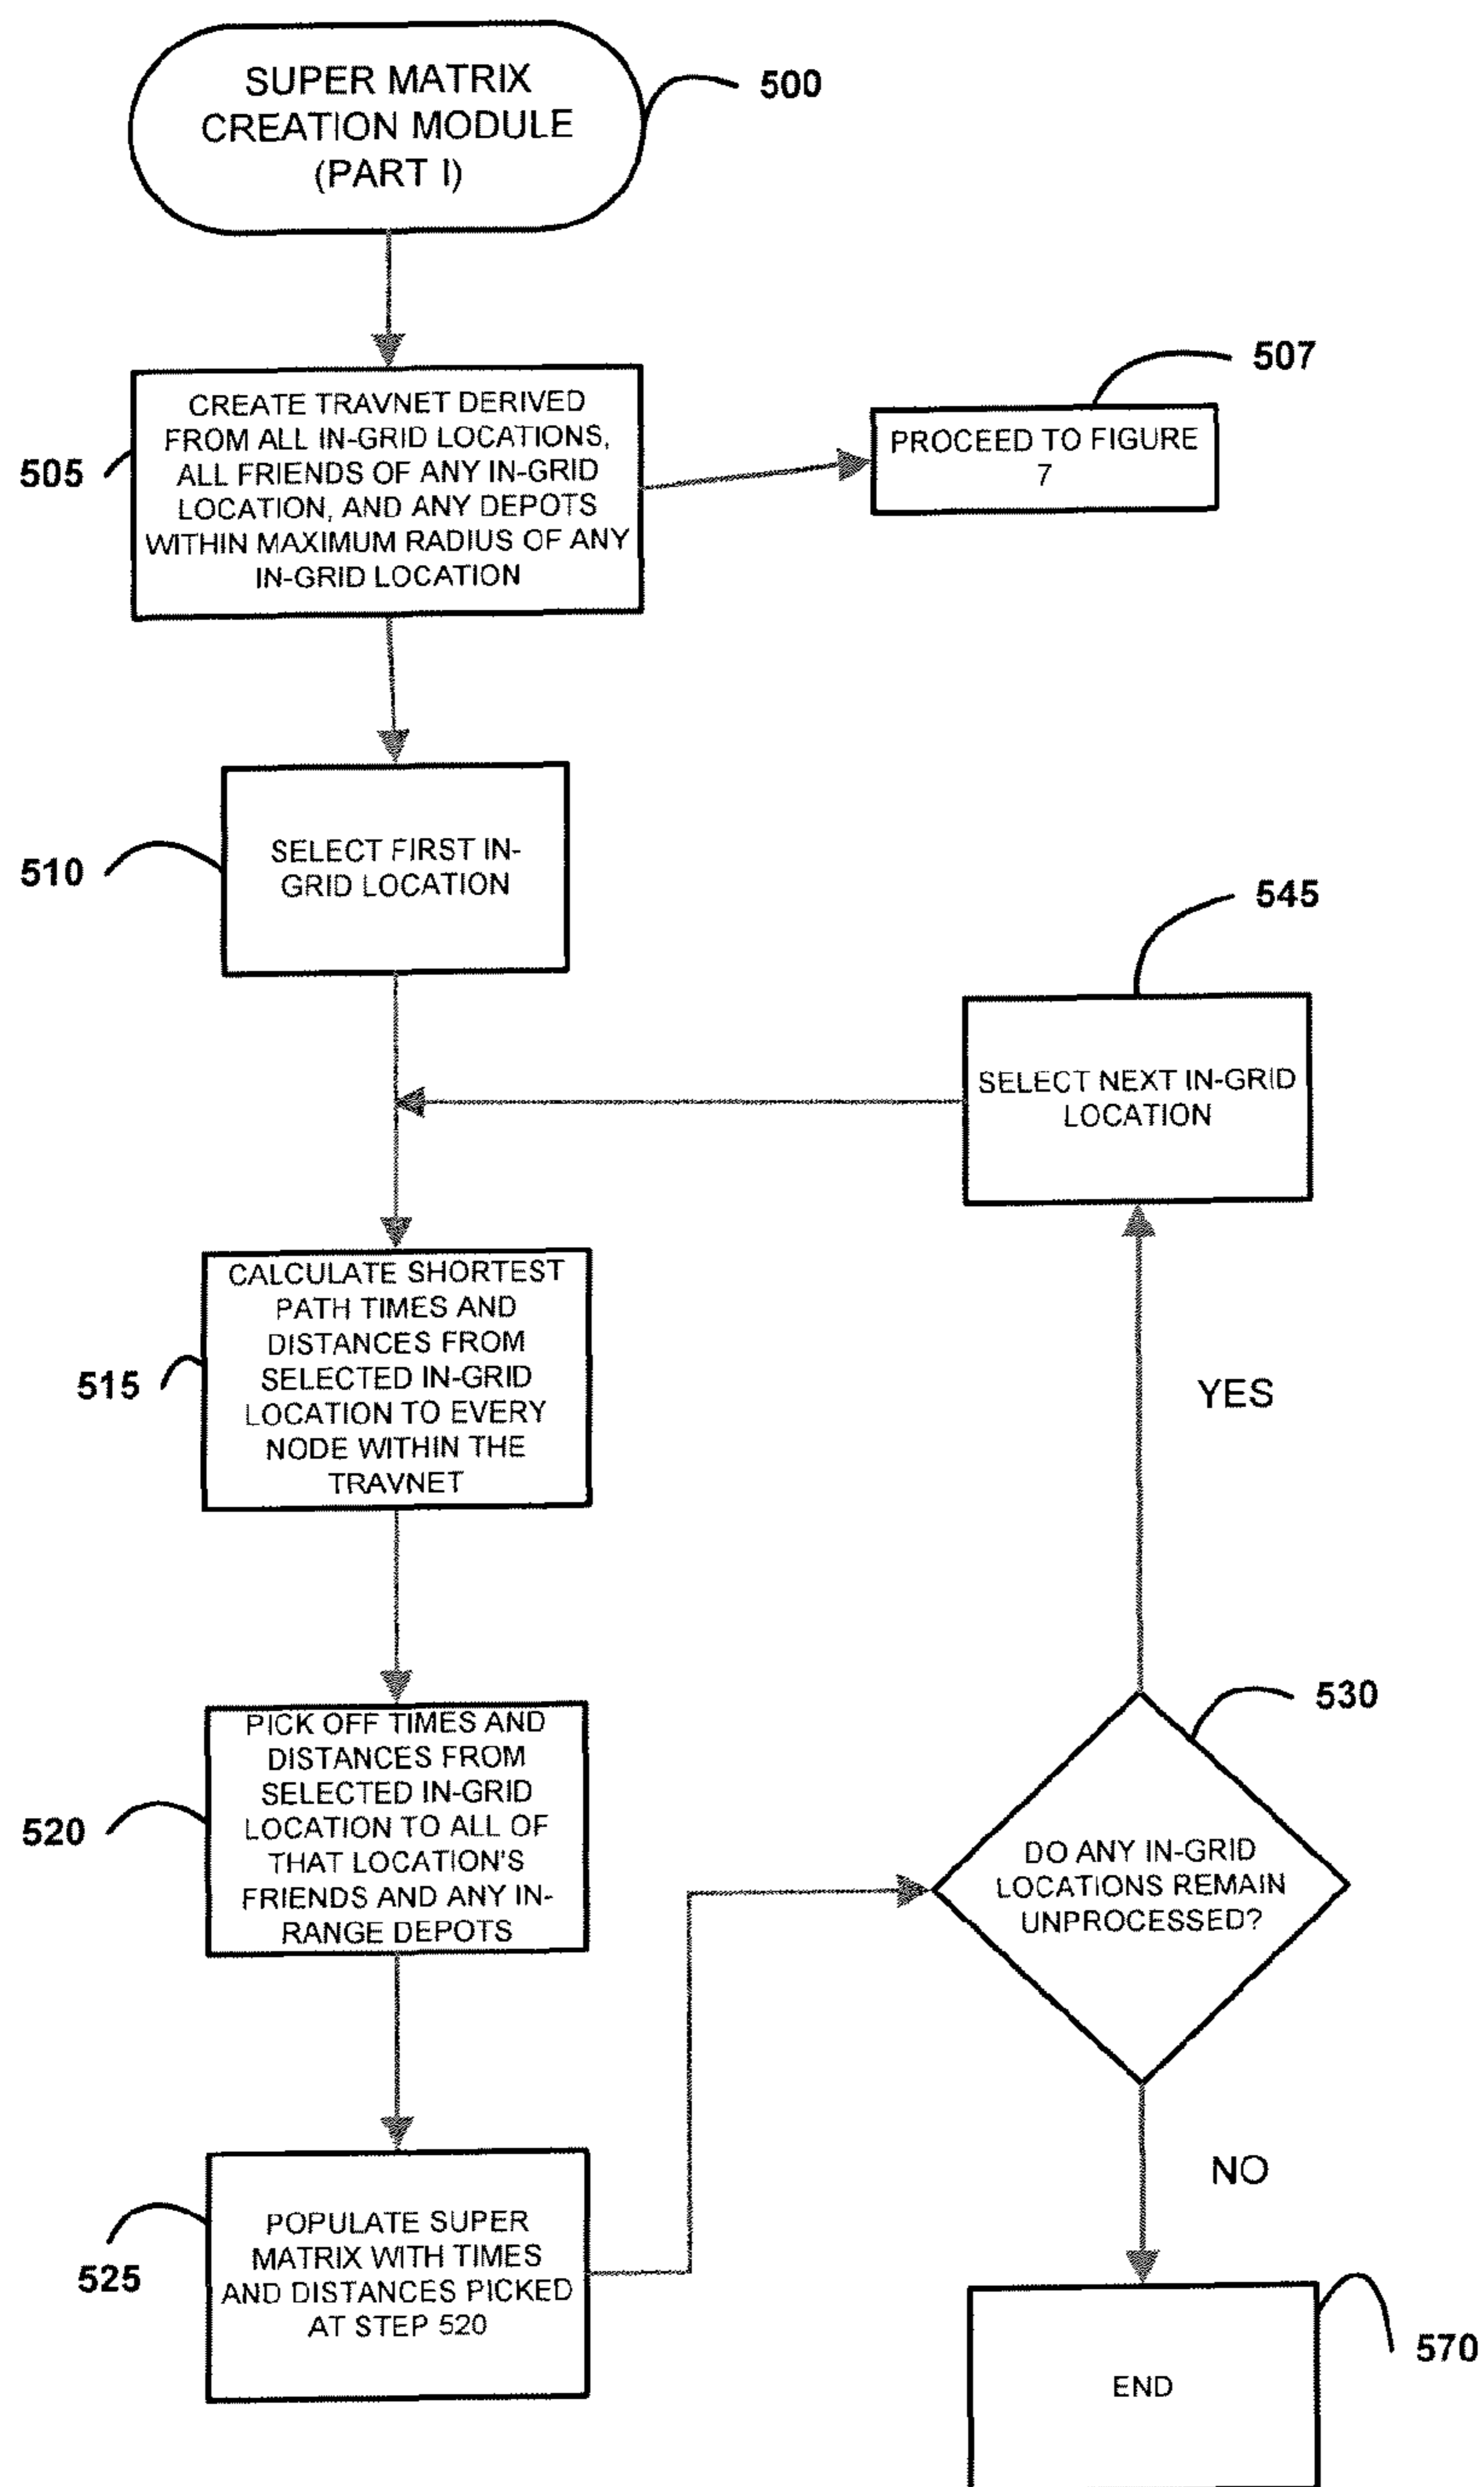 SUPER MATRIX
CREATION MODULE
(PART I)
500
CREATE TRAVNET DERIVED
FROM ALL IN-GRID LOCATIONS,
ALL FRIENDS OF ANY IN-GRID
LOCATION, AND ANY DEPOTS
WITHIN MAXIMUM RADIUS OF ANY
IN-GRID LOCATION
505
PROCEED TO FIGURE
7
507
SELECT FIRST IN-
GRID LOCATION
510
SELECT NEXT IN-GRID
LOCATION
545
CALCULATE SHORTEST
PATH TIMES AND
DISTANCES FROM
SELECTED IN-GRID
LOCATION TO EVERY
NODE WITHIN THE
TRAVNET
515
YES
PICK OFF TIMES AND
DISTANCES FROM
SELECTED IN-GRID
LOCATION TO ALL OF
THAT LOCATION'S
FRIENDS AND ANY IN-
RANGE DEPOTS
520
DO ANY IN-GRID
LOCATIONS REMAIN
UNPROCESSED?
530
NO
POPULATE SUPER
MATRIX WITH TIMES
AND DISTANCES PICKED
AT STEP 520
525
END
570